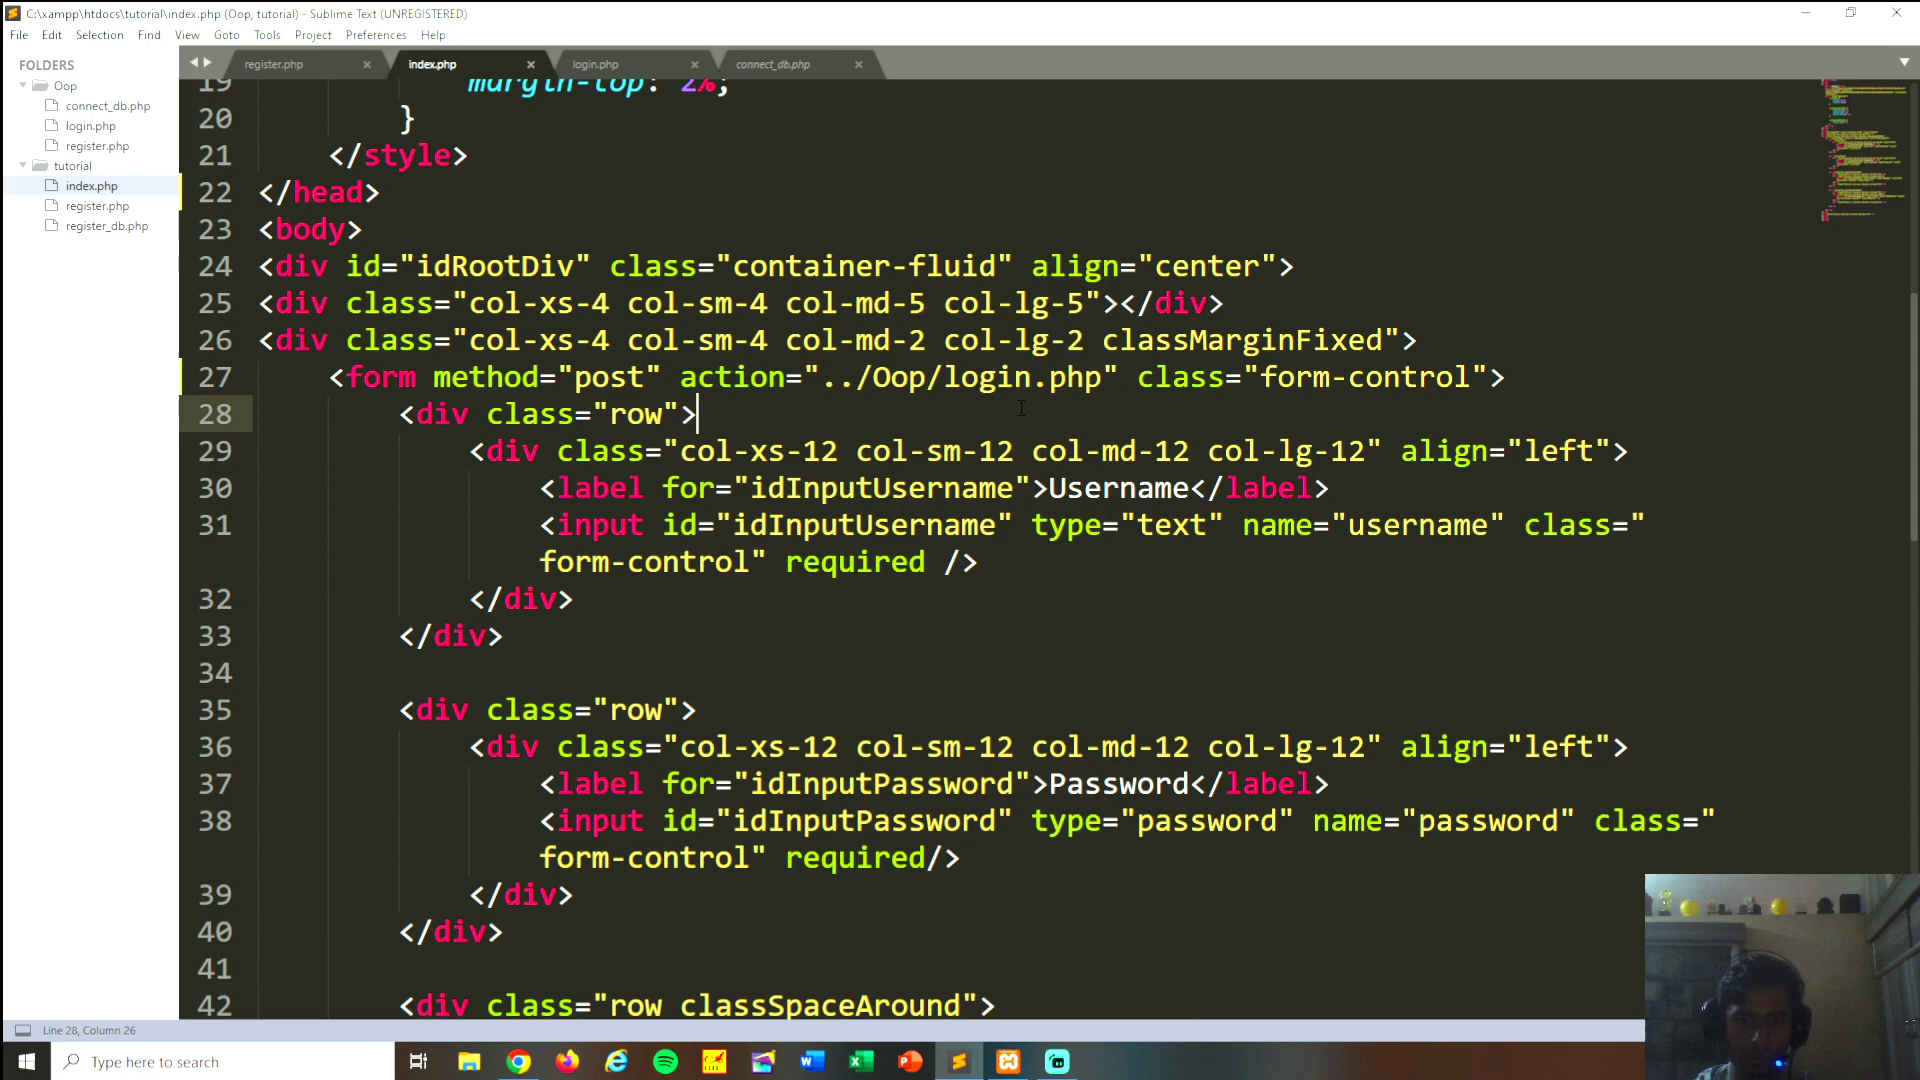 C:\xampp\htdocs\tutorial\index.php (Oop, tutorial) - Sublime Text (UNREGISTERED)
File Edit Selection Find View Goto Tools Project Preferences Help
FOLDERS
Oop
connect_db.php
login.php
register.php
tutorial
index.php
register.php
register_db.php
register.php index.php login.php connect_db.php
19 margin-top: 2%;
20 }
21 </style>
22 </head>
23 <body>
24 <div id="idRootDiv" class="container-fluid" align="center">
25 <div class="col-xs-4 col-sm-4 col-md-5 col-lg-5"></div>
26 <div class="col-xs-4 col-sm-4 col-md-2 col-lg-2 classMarginFixed">
27 <form method="post" action="../Oop/login.php" class="form-control">
28 <div class="row">
29 <div class="col-xs-12 col-sm-12 col-md-12 col-lg-12" align="left">
30 <label for="idInputUsername">Username</label>
31 <input id="idInputUsername" type="text" name="username" class="
form-control" required />
32 </div>
33 </div>
34
35 <div class="row">
36 <div class="col-xs-12 col-sm-12 col-md-12 col-lg-12" align="left">
37 <label for="idInputPassword">Password</label>
38 <input id="idInputPassword" type="password" name="password" class="
form-control" required/>
39 </div>
40 </div>
41
42 <div class="row classSpaceAround">
Line 28, Column 26
Type here to search